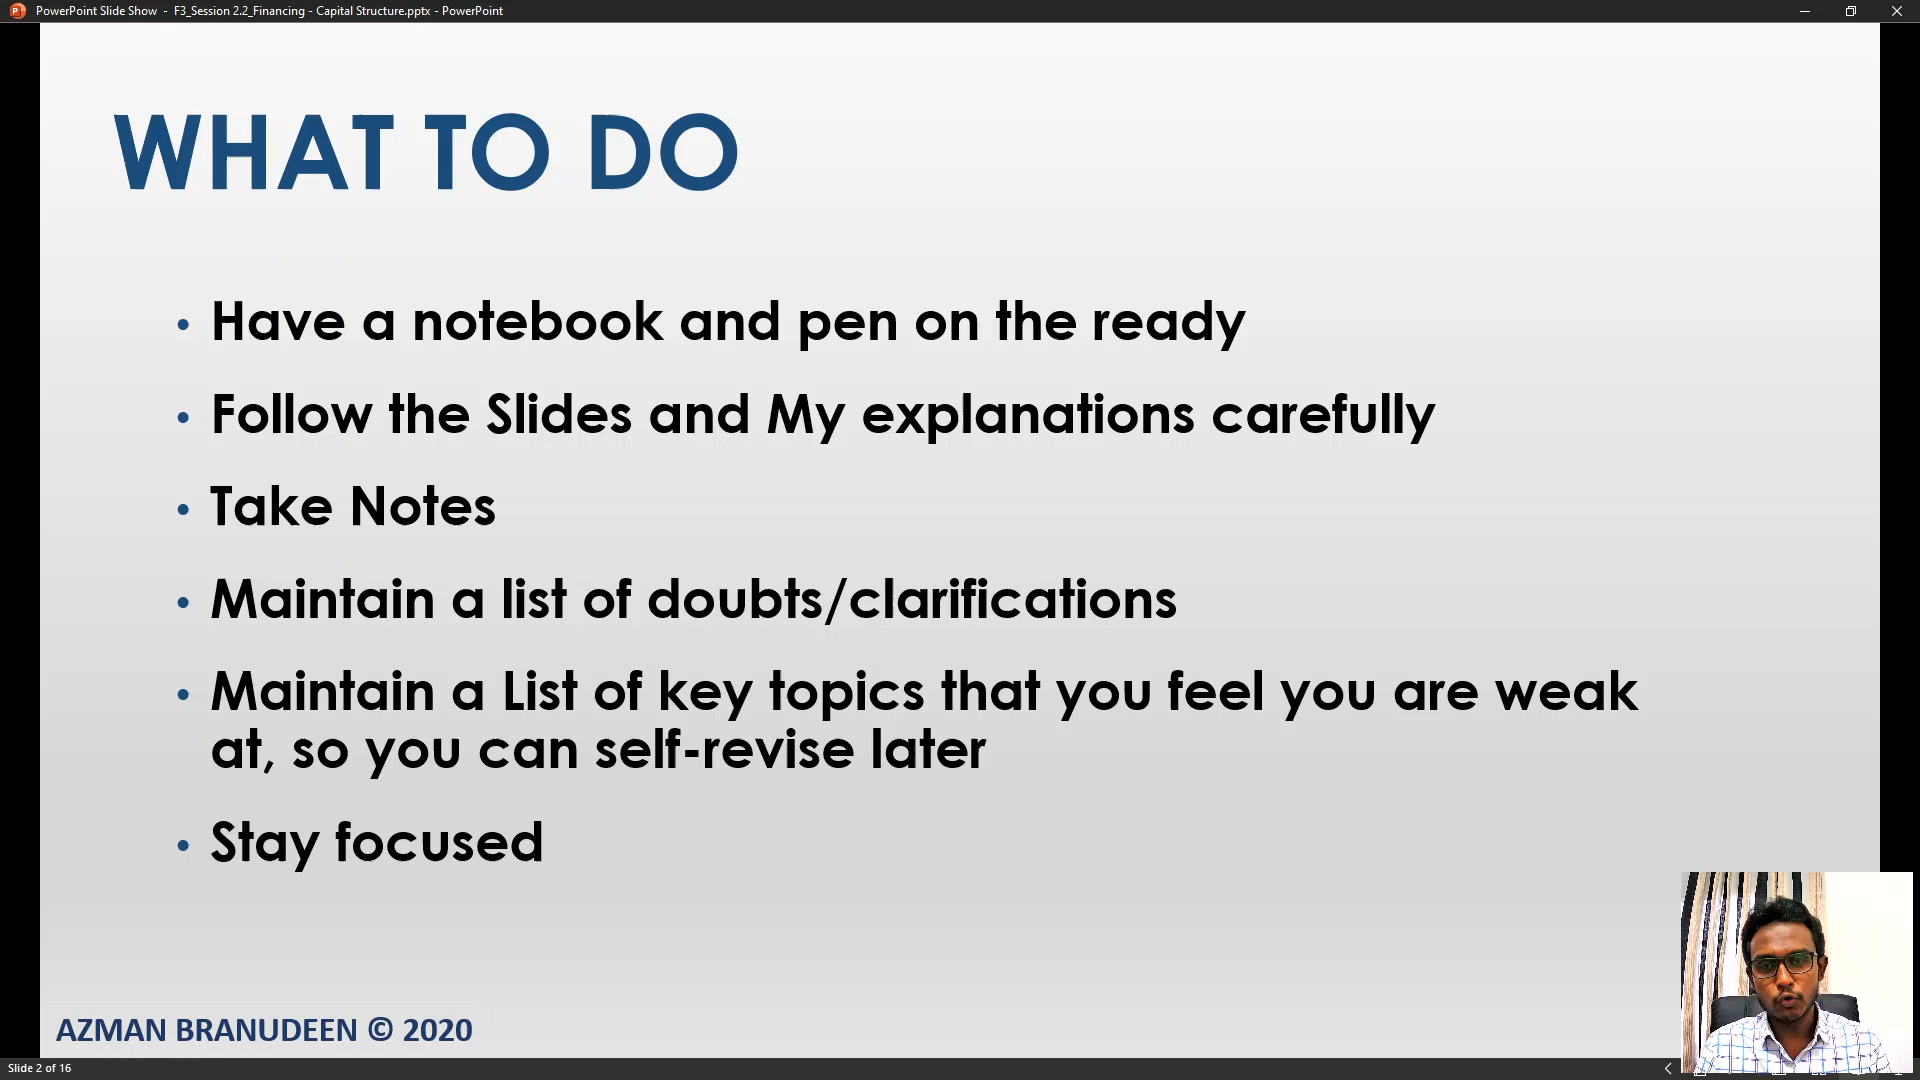 PowerPoint Slide Show - F3_Session 2.2_Financing - Capital Structure.pptx - PowerPoint
WHAT TO DO
• Have a notebook and pen on the ready
• Follow the Slides and My explanations carefully
• Take Notes
• Maintain a list of doubts/clarifications
• Maintain a List of key topics that you feel you are weak
at, so you can self-revise later
• Stay focused
AZMAN BRANUDEEN © 2020
Slide 2 of 16